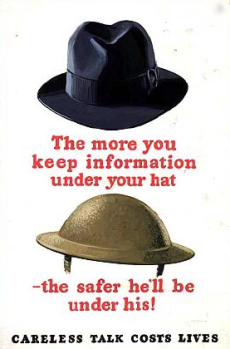 The more you
keep information
under your hat
-the safer he'll be
under his!
CARELESS TALK COSTS LIVES